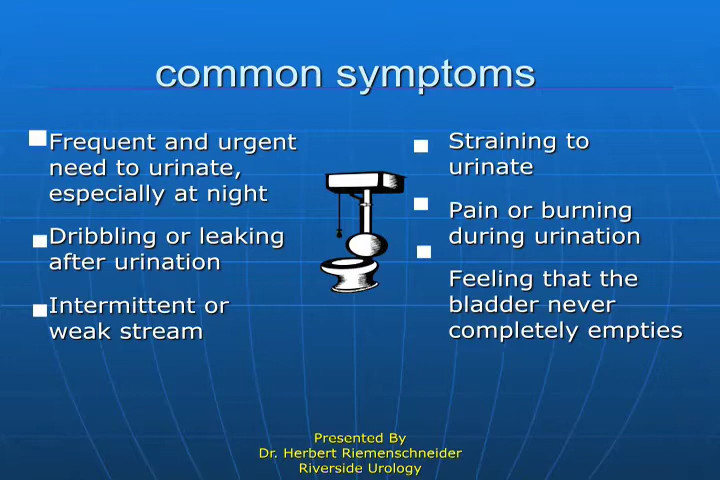 common symptoms
Frequent and urgent
need to urinate,
especially at night
Dribbling or leaking
after urination
Intermittent or
weak stream
Straining to
urinate
Pain or burning
during urination
Feeling that the
bladder never
completely empties
Presented By
Dr. Herbert Riemenschneider
Riverside Urology